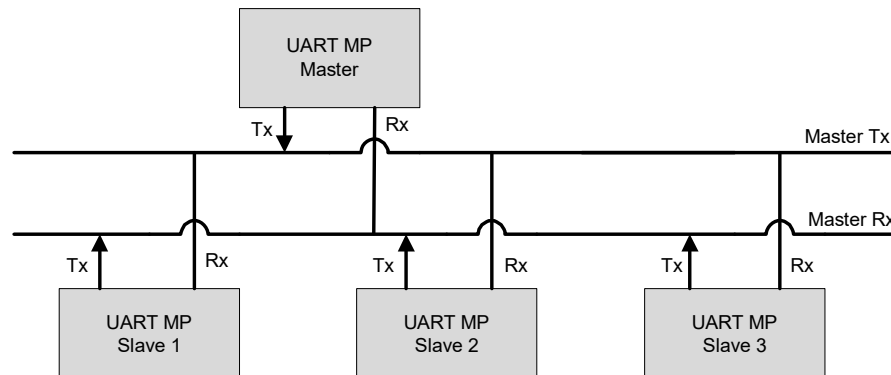 UART MP
Master
Tx
Rx
Master Tx
Master Rx
Tx
Rx
Tx
Rx
Tx
Rx
UART MP
Slave 1
UART MP
Slave 2
UART MP
Slave 3